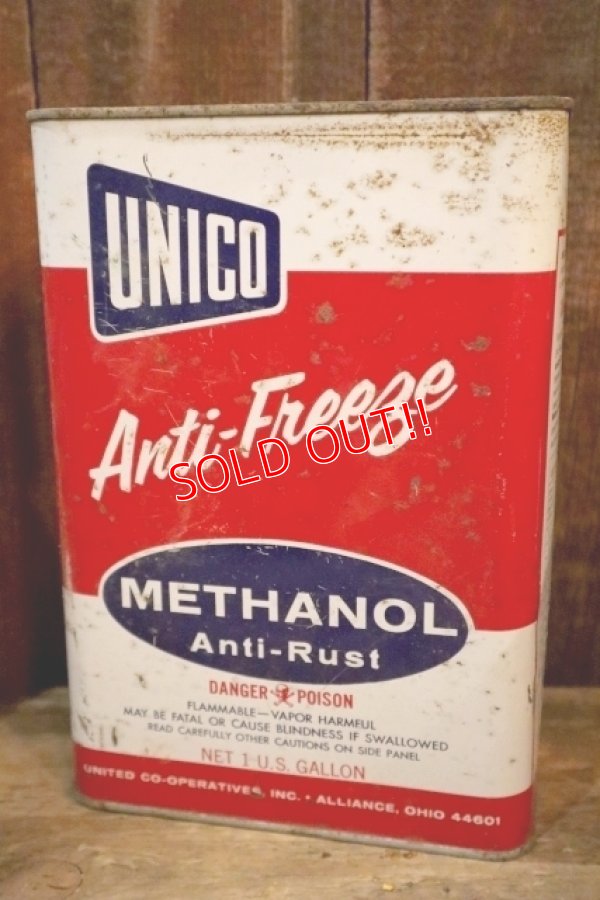 UNICO
Anti-Freeze
SOLD OUT!!
METHANOL
Anti-Rust
DANGER POISON
FLAMMABLE—VAPOR HARMFUL
MAY BE FATAL OR CAUSE BLINDNESS IF SWALLOWED
READ CAREFULLY OTHER CAUTIONS ON SIDE PANEL
NET 1 U.S. GALLON
UNITED CO-OPERATIVES, INC. • ALLIANCE, OHIO 44601